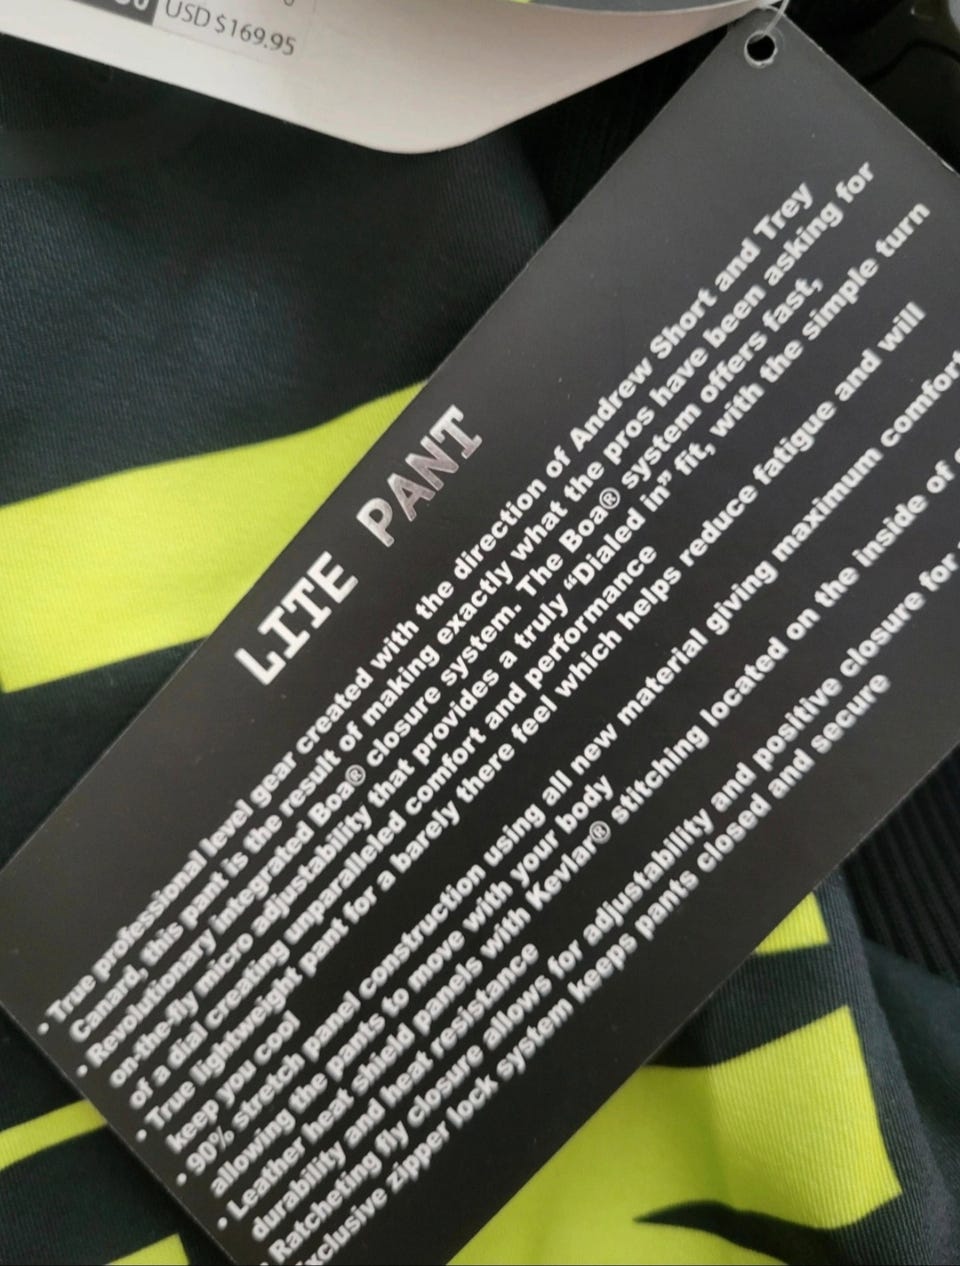 USD $169.95
LITE PANT
• True professional level gear created with the direction of Andrew Short and Trey
Canard, this pant is the result of making exactly what the pros have been asking for
• Revolutionary integrated Boa® closure system. The Boa® system offers fast,
on-the-fly micro adjustability that provides a truly “Dialed in” fit, with the simple turn
of a dial creating unparalleled comfort and performance
• True lightweight pant for a barely there feel which helps reduce fatigue and will
keep you cool
• 90% stretch panel construction using all new material giving maximum comfort
allowing the pants to move with your body
• Leather heat shield panels with Kevlar® stitching located on the inside of
durability and heat resistance
Ratcheting fly closure allows for adjustability and positive closure for
xclusive zipper lock system keeps pants closed and secure